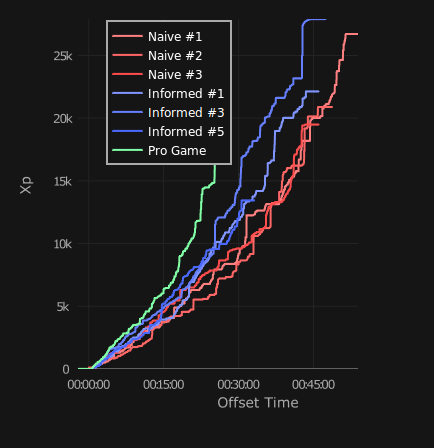 Naive #1
Naive #2
Naive #3
Informed #1
Informed #3
Informed #5
Pro Game
25k
20k
15k
10k
5k
0
Xp
00:00:00
00:15:00
00:30:00
00:45:00
Offset Time